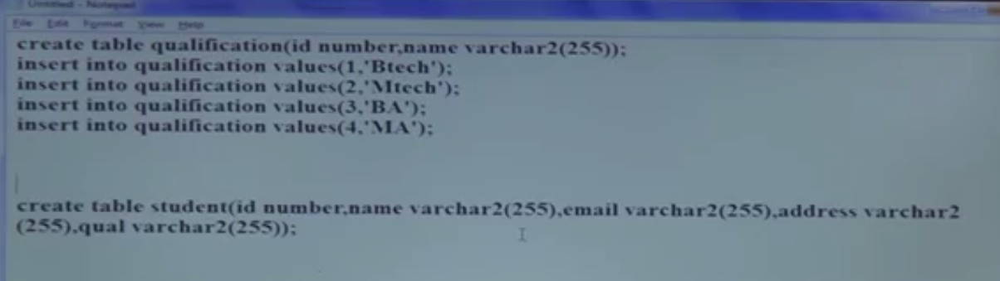 Untitled - Notepad
File Edit Format View Help
create table qualification(id number,name varchar2(255));
insert into qualification values(1,'Btech');
insert into qualification values(2,'Mtech');
insert into qualification values(3,'BA');
insert into qualification values(4,'MA');
create table student(id number,name varchar2(255),email varchar2(255),address varchar2
(255),qual varchar2(255));